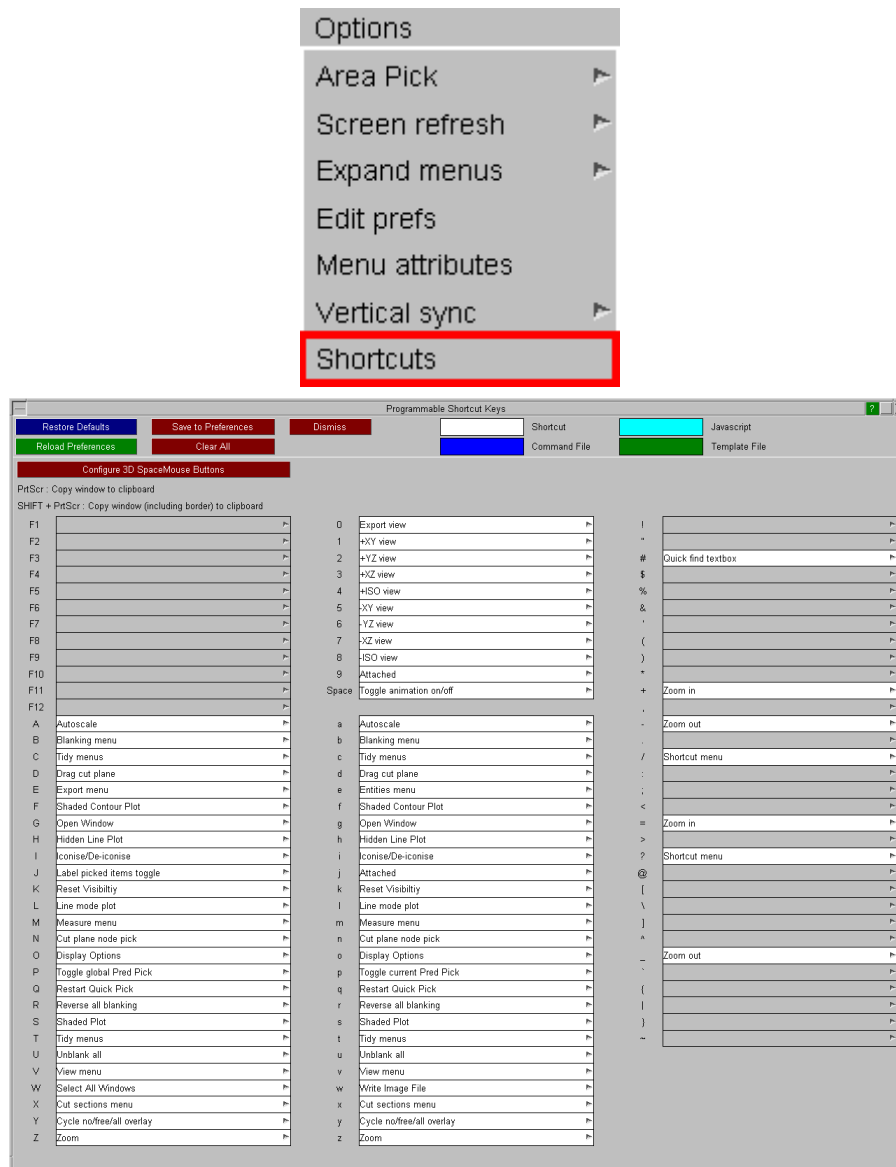 Options
Area Pick
Screen refresh
Expand menus
Edit prefs
Menu attributes
Vertical sync
Shortcuts
Programmable Shortcut Keys ?
Restore Defaults Save to Preferences Dismiss Shortcut Javascript
Reload Preferences Clear All Command File Template File
Configure 3D SpaceMouse Buttons
PrtScr : Copy window to clipboard
SHIFT + PrtScr : Copy window (including border) to clipboard
F1 0 Export view !
F2 1 +XY view "
F3 2 +YZ view # Quick find textbox
F4 3 +XZ view $
F5 4 +ISO view %
F6 5 -XY view &
F7 6 -YZ view '
F8 7 -XZ view (
F9 8 -ISO view )
F10 9 Attached *
F11 Space Toggle animation on/off + Zoom in
F12 ,
A Autoscale a Autoscale - Zoom out
B Blanking menu b Blanking menu .
C Tidy menus c Tidy menus / Shortcut menu
D Drag cut plane d Drag cut plane :
E Export menu e Entities menu ;
F Shaded Contour Plot f Shaded Contour Plot <
G Open Window g Open Window = Zoom in
H Hidden Line Plot h Hidden Line Plot >
I Iconise/De-iconise i Iconise/De-iconise ? Shortcut menu
J Label picked items toggle j Attached @
K Reset Visibiltiy k Reset Visibiltiy [
L Line mode plot l Line mode plot \
M Measure menu m Measure menu ]
N Cut plane node pick n Cut plane node pick ^
O Display Options o Display Options _ Zoom out
P Toggle global Pred Pick p Toggle current Pred Pick `
Q Restart Quick Pick q Restart Quick Pick {
R Reverse all blanking r Reverse all blanking |
S Shaded Plot s Shaded Plot }
T Tidy menus t Tidy menus ~
U Unblank all u Unblank all
V View menu v View menu
W Select All Windows w Write Image File
X Cut sections menu x Cut sections menu
Y Cycle no/free/all overlay y Cycle no/free/all overlay
Z Zoom z Zoom